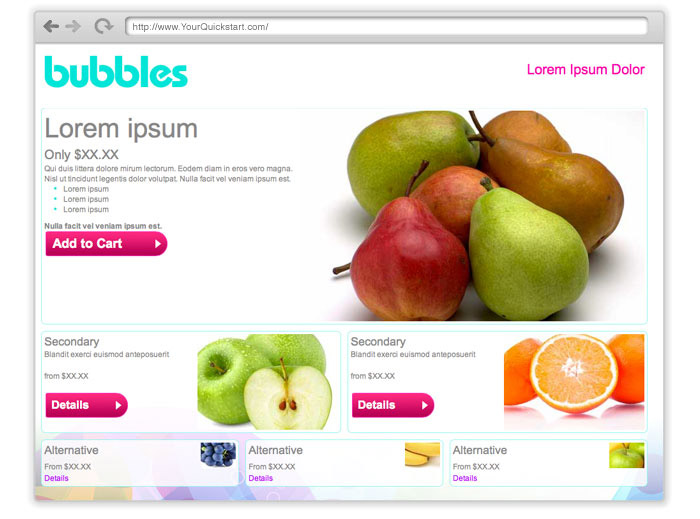 http://www.YourQuickstart.com/
bubbles
Lorem Ipsum Dolor
Lorem ipsum
Only $XX.XX
Qui duis littera dolore mirum lectorum. Eodem diam in eros vero magna.
Nisl ut tincidunt legentis dolor volutpat. Nulla facit vel veniam ipsum est.
Lorem ipsum
Lorem ipsum
Lorem ipsum
Nulla facit vel veniam ipsum est.
Add to Cart
Secondary
Blandit exerci euismod anteposuerit
from $XX.XX
Details
Secondary
Blandit exerci euismod anteposuerit
from $XX.XX
Details
Alternative
From $XX.XX
Details
Alternative
From $XX.XX
Details
Alternative
From $XX.XX
Details